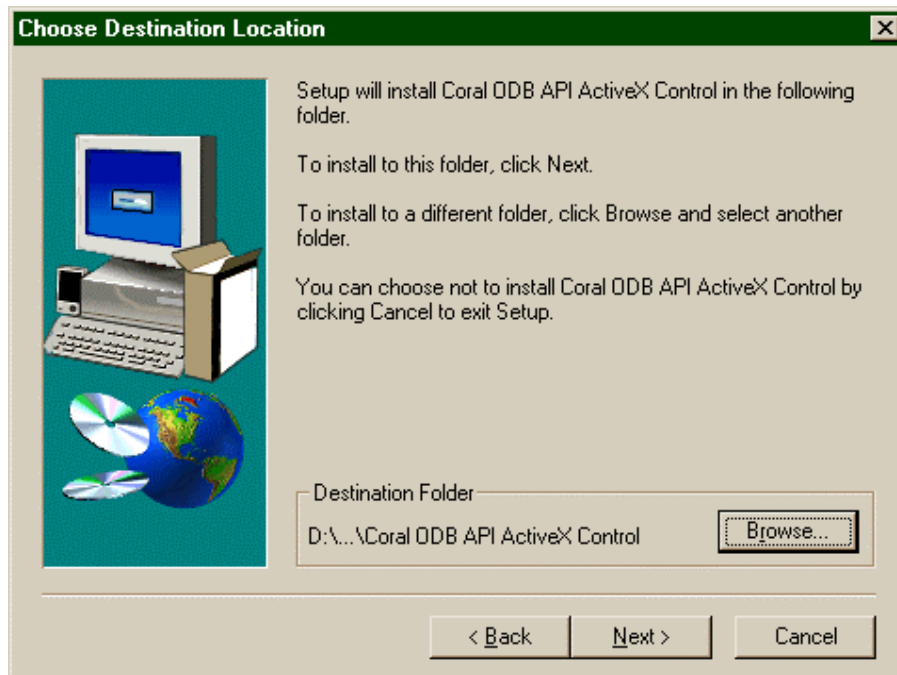 Choose Destination Location
Setup will install Coral ODB API ActiveX Control in the following
folder.
To install to this folder, click Next.
To install to a different folder, click Browse and select another
folder.
You can choose not to install Coral ODB API ActiveX Control by
clicking Cancel to exit Setup.
Destination Folder
D:\...\Coral ODB API ActiveX Control
Browse...
< Back
Next >
Cancel